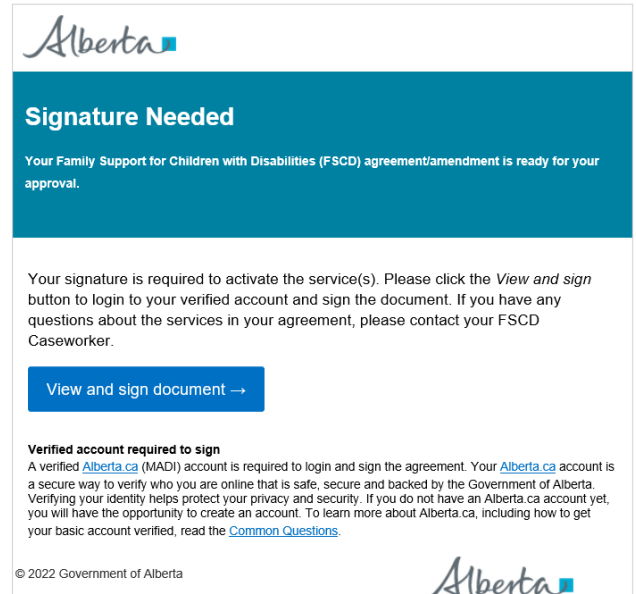 Alberta
Signature Needed
Your Family Support for Children with Disabilities (FSCD) agreement/amendment is ready for your
approval.
Your signature is required to activate the service(s). Please click the View and sign
button to login to your verified account and sign the document. If you have any
questions about the services in your agreement, please contact your FSCD
Caseworker.
View and sign document →
Verified account required to sign
A verified Alberta.ca (MADI) account is required to login and sign the agreement. Your Alberta.ca account is
a secure way to verify who you are online that is safe, secure and backed by the Government of Alberta.
Verifying your identity helps protect your privacy and security. If you do not have an Alberta.ca account yet,
you will have the opportunity to create an account. To learn more about Alberta.ca, including how to get
your basic account verified, read the Common Questions.
© 2022 Government of Alberta
Alberta